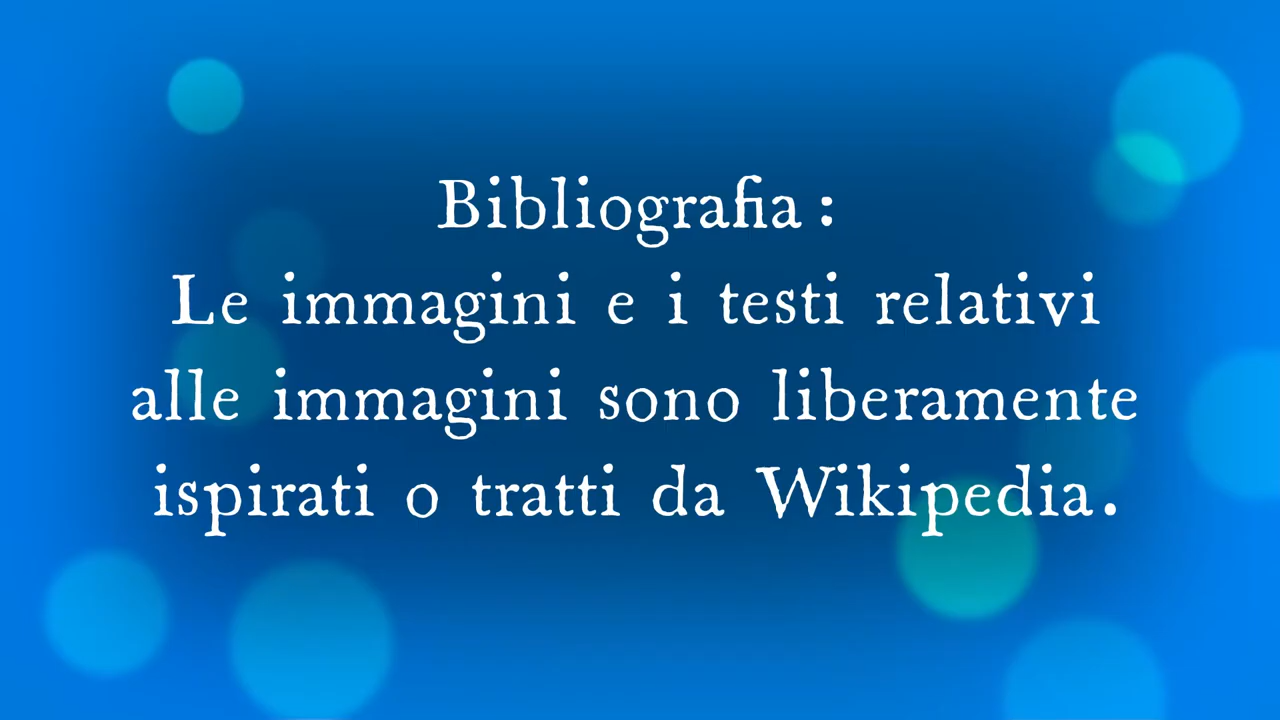 Bibliografia :
Le immagini e i testi relativi
alle immagini sono liberamente
ispirati o tratti da Wikipedia.